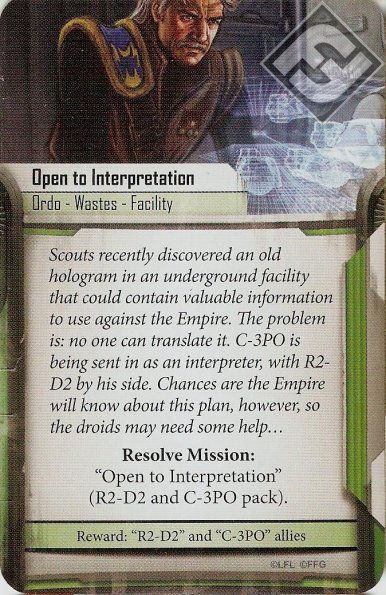 Open to Interpretation
Ordo - Wastes - Facility
Scouts recently discovered an old
hologram in an underground facility
that could contain valuable information
to use against the Empire. The problem
is: no one can translate it. C-3PO is
being sent in as an interpreter, with R2-
D2 by his side. Chances are the Empire
will know about this plan, however, so
the droids may need some help…
Resolve Mission:
“Open to Interpretation”
(R2-D2 and C-3PO pack).
Reward: “R2-D2” and “C-3PO” allies
©LFL ©FFG